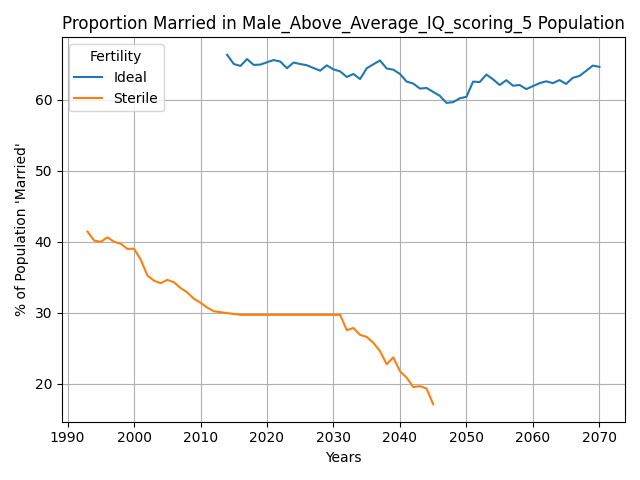 Proportion Married in Male_Above_Average_IQ_scoring_5 Population
Fertility
Ideal
Sterile
% of Population 'Married'
60
50
40
30
20
1990 2000 2010 2020 2030 2040 2050 2060 2070
Years